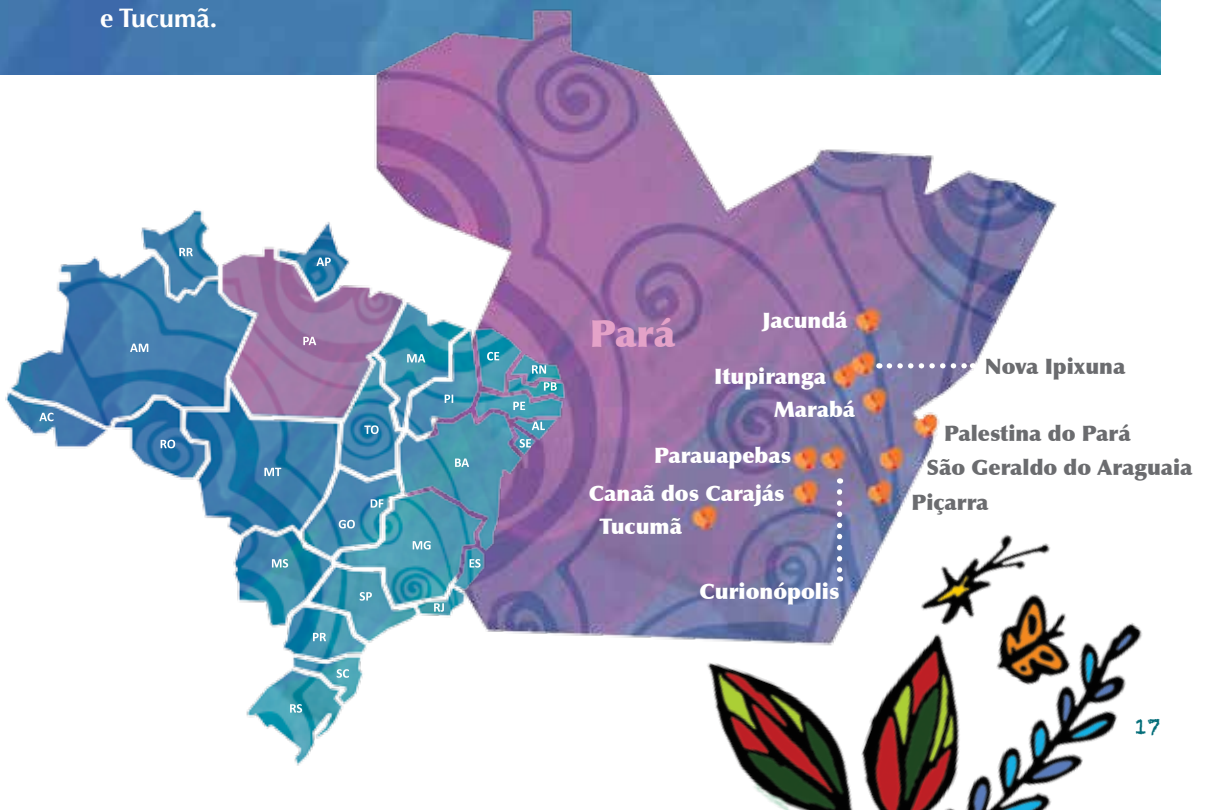 e Tucumã.
Pará
Jacundá
Nova Ipixuna
Itupiranga
Marabá
Palestina do Pará
Parauapebas
São Geraldo do Araguaia
Canaã dos Carajás
Piçarra
Tucumã
Curionópolis
RR
AP
AM
PA
MA
CE
RN
PB
PI
PE
AL
SE
AC
TO
RO
BA
MT
DF
GO
MG
MS
ES
SP
RJ
PR
SC
RS
17